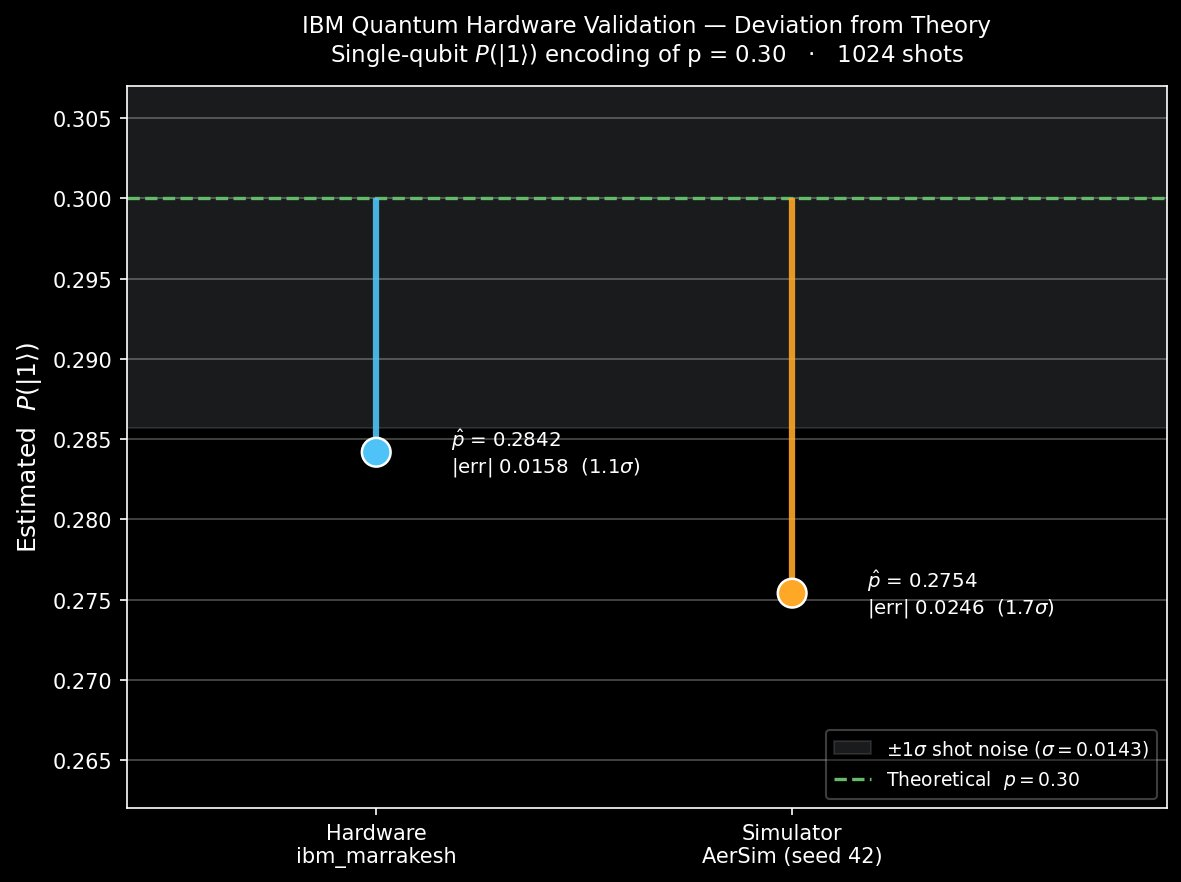 IBM Quantum Hardware Validation — Deviation from Theory
Single-qubit P(|1⟩) encoding of p = 0.30 · 1024 shots
Estimated P(|1⟩)
0.305
0.300
0.295
0.290
0.285
0.280
0.275
0.270
0.265
p̂ = 0.2842
|err| 0.0158 (1.1σ)
p̂ = 0.2754
|err| 0.0246 (1.7σ)
±1σ shot noise (σ = 0.0143)
Theoretical p = 0.30
Hardware
ibm_marrakesh
Simulator
AerSim (seed 42)